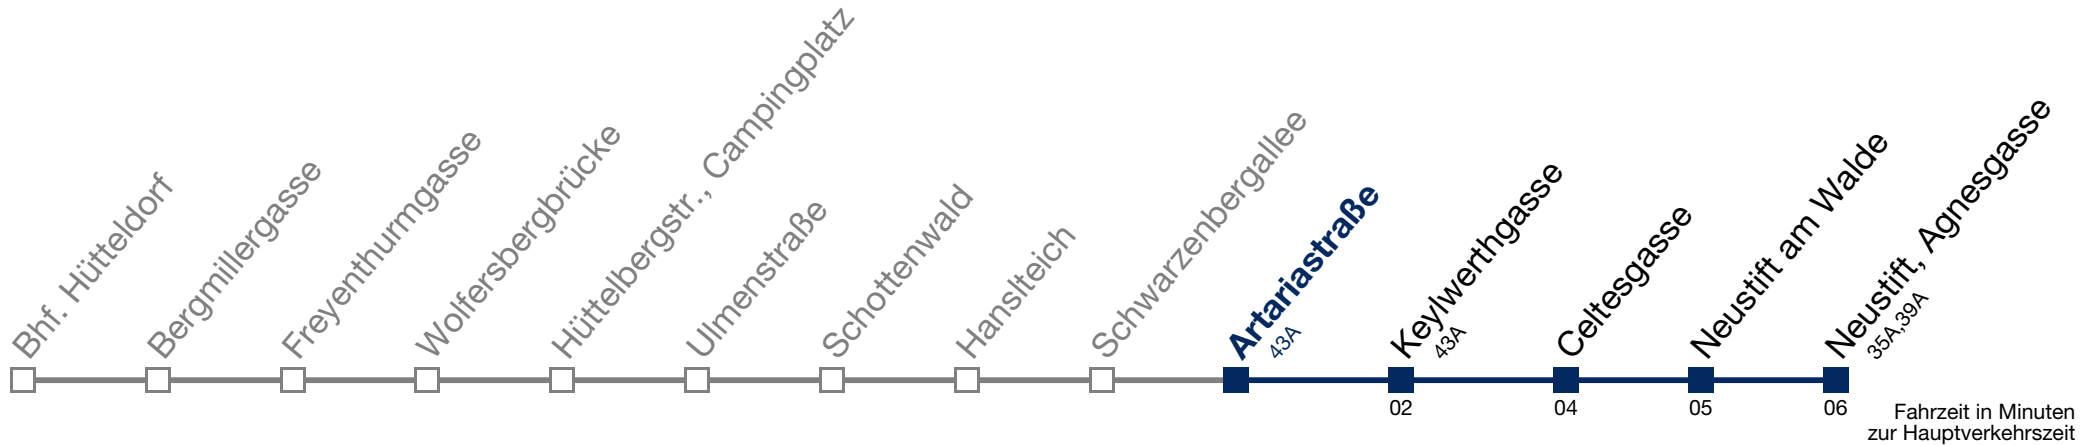 Bhf. Hütteldorf
Bergmillergasse
Freyenthurmgasse
Wolfersbergbrücke
Hüttelbergstr., Campingplatz
Ulmenstraße
Schottenwald
Hanslteich
Schwarzenbergallee
Artariastraße
43A
Keylwerthgasse
43A
Celtesgasse
Neustift am Walde
Neustift, Agnesgasse
35A,39A
02
04
05
06
Fahrzeit in Minuten
zur Hauptverkehrszeit